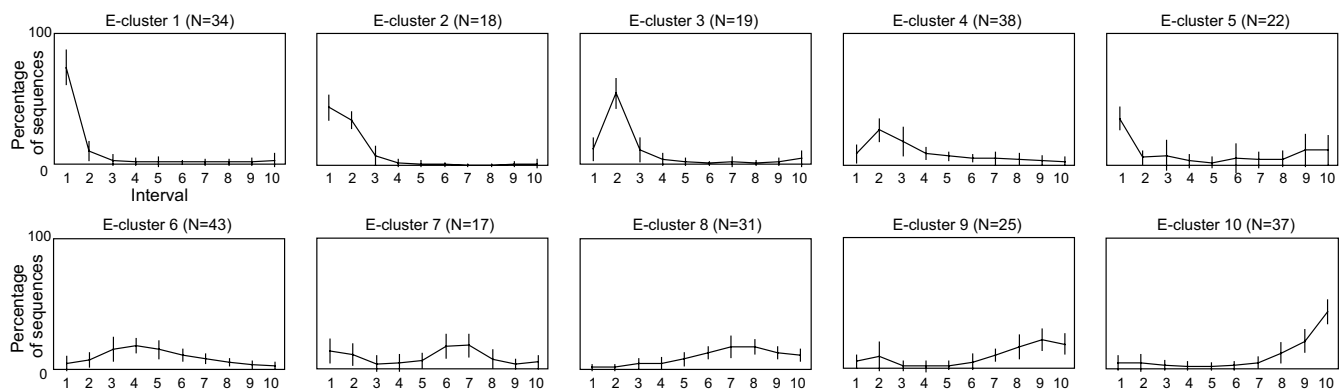 E-cluster 1 (N=34) E-cluster 2 (N=18) E-cluster 3 (N=19) E-cluster 4 (N=38) E-cluster 5 (N=22)
100
Percentage
of sequences
0
1 2 3 4 5 6 7 8 9 10 1 2 3 4 5 6 7 8 9 10 1 2 3 4 5 6 7 8 9 10 1 2 3 4 5 6 7 8 9 10 1 2 3 4 5 6 7 8 9 10
Interval
E-cluster 6 (N=43) E-cluster 7 (N=17) E-cluster 8 (N=31) E-cluster 9 (N=25) E-cluster 10 (N=37)
100
Percentage
of sequences
0
1 2 3 4 5 6 7 8 9 10 1 2 3 4 5 6 7 8 9 10 1 2 3 4 5 6 7 8 9 10 1 2 3 4 5 6 7 8 9 10 1 2 3 4 5 6 7 8 9 10